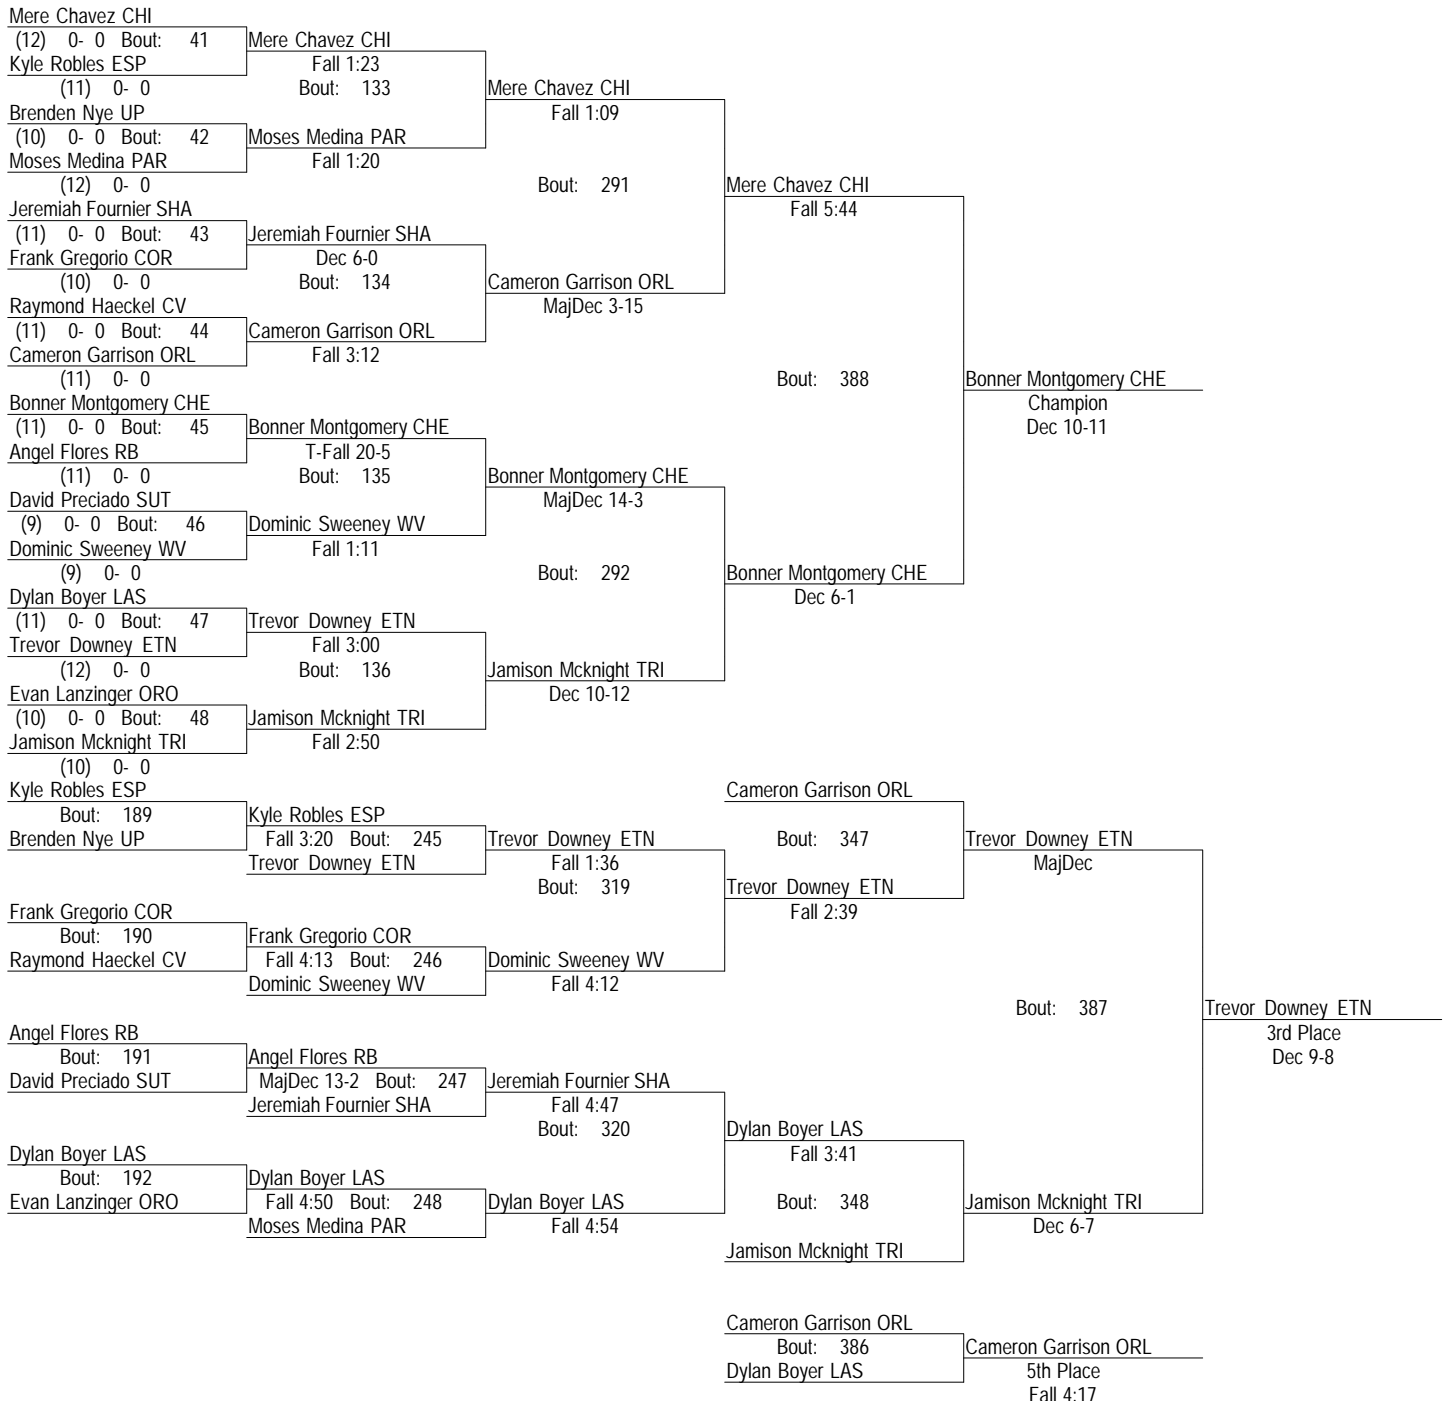 Mere Chavez CHI
(12) 0- 0 Bout: 41 Mere Chavez CHI
Kyle Robles ESP Fall 1:23
(11) 0- 0 Bout: 133 Mere Chavez CHI
Brenden Nye UP Fall 1:09
(10) 0- 0 Bout: 42 Moses Medina PAR
Moses Medina PAR Fall 1:20
(12) 0- 0 Bout: 291 Mere Chavez CHI
Jeremiah Fournier SHA Fall 5:44
(11) 0- 0 Bout: 43 Jeremiah Fournier SHA
Frank Gregorio COR Dec 6-0
(10) 0- 0 Bout: 134 Cameron Garrison ORL
Raymond Haeckel CV MajDec 3-15
(11) 0- 0 Bout: 44 Cameron Garrison ORL
Cameron Garrison ORL Fall 3:12
(11) 0- 0 Bout: 388 Bonner Montgomery CHE
Bonner Montgomery CHE Champion
(11) 0- 0 Bout: 45 Bonner Montgomery CHE Dec 10-11
Angel Flores RB T-Fall 20-5
(11) 0- 0 Bout: 135 Bonner Montgomery CHE
David Preciado SUT MajDec 14-3
(9) 0- 0 Bout: 46 Dominic Sweeney WV
Dominic Sweeney WV Fall 1:11
(9) 0- 0 Bout: 292 Bonner Montgomery CHE
Dylan Boyer LAS Dec 6-1
(11) 0- 0 Bout: 47 Trevor Downey ETN
Trevor Downey ETN Fall 3:00
(12) 0- 0 Bout: 136 Jamison Mcknight TRI
Evan Lanzinger ORO Dec 10-12
(10) 0- 0 Bout: 48 Jamison Mcknight TRI
Jamison Mcknight TRI Fall 2:50
(10) 0- 0
Kyle Robles ESP Cameron Garrison ORL
Bout: 189 Kyle Robles ESP
Brenden Nye UP Fall 3:20 Bout: 245 Trevor Downey ETN Bout: 347 Trevor Downey ETN
Trevor Downey ETN Fall 1:36 MajDec
Bout: 319 Trevor Downey ETN
Frank Gregorio COR Fall 2:39
Bout: 190 Frank Gregorio COR
Raymond Haeckel CV Fall 4:13 Bout: 246 Dominic Sweeney WV
Dominic Sweeney WV Fall 4:12
Bout: 387 Trevor Downey ETN
Angel Flores RB 3rd Place
Bout: 191 Angel Flores RB Dec 9-8
David Preciado SUT MajDec 13-2 Bout: 247 Jeremiah Fournier SHA
Jeremiah Fournier SHA Fall 4:47
Bout: 320 Dylan Boyer LAS
Dylan Boyer LAS Fall 3:41
Bout: 192 Dylan Boyer LAS
Evan Lanzinger ORO Fall 4:50 Bout: 248 Dylan Boyer LAS Bout: 348 Jamison Mcknight TRI
Moses Medina PAR Fall 4:54 Dec 6-7
Jamison Mcknight TRI
Cameron Garrison ORL
Bout: 386 Cameron Garrison ORL
Dylan Boyer LAS 5th Place
Fall 4:17